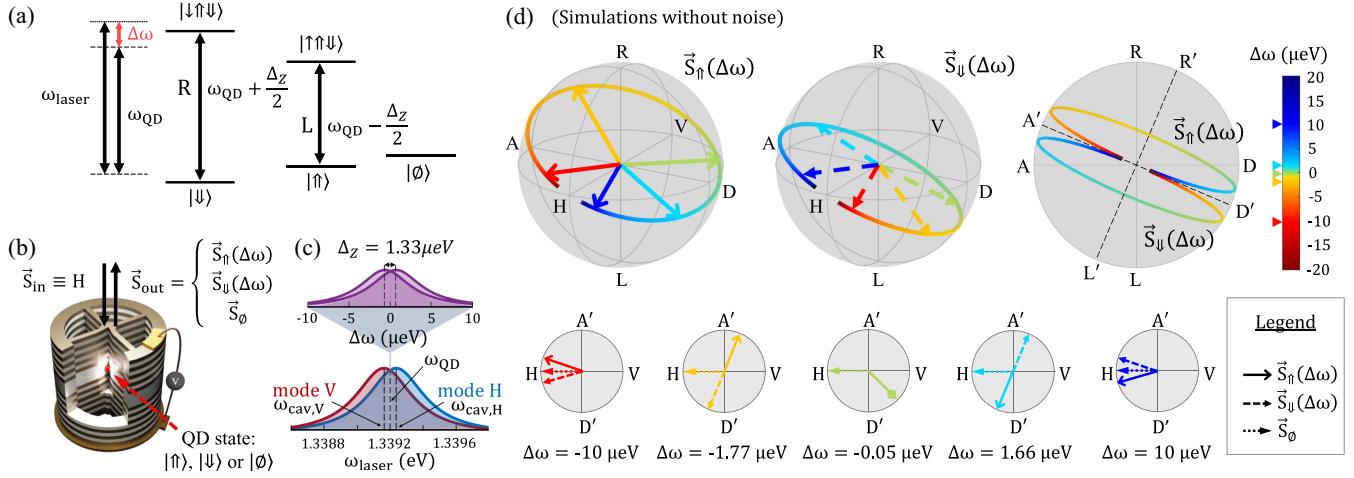 (a)
|↓⇑⇓⟩
Δω
ω_laser
ω_QD
R
ω_QD + Δ_Z/2
|⇓⟩
|↑⇑⇓⟩
L
ω_QD − Δ_Z/2
|⇑⟩
|∅⟩
(b)
S⃗_in ≡ H
S⃗_out = {
S⃗_⇑(Δω)
S⃗_⇓(Δω)
S⃗_∅
V
QD state:
|⇑⟩, |⇓⟩ or |∅⟩
(c)
Δ_Z = 1.33μeV
-10 -5 0 5 10
Δω (μeV)
ω_QD
mode V
ω_cav,V
mode H
ω_cav,H
1.3388 1.3392 1.3396
ω_laser (eV)
(d)
(Simulations without noise)
R
S⃗_⇑(Δω)
A
V
H
D
L
R
S⃗_⇓(Δω)
A
V
H
D
L
R
R′
A′
A
S⃗_⇑(Δω)
D
D′
S⃗_⇓(Δω)
L′
L
Δω (μeV)
20
15
10
5
0
-5
-10
-15
-20
A′
H V
D′
Δω = -10 μeV
A′
H V
D′
Δω = -1.77 μeV
A′
H V
D′
Δω = -0.05 μeV
A′
H V
D′
Δω = 1.66 μeV
A′
H V
D′
Δω = 10 μeV
Legend
S⃗_⇑(Δω)
S⃗_⇓(Δω)
S⃗_∅